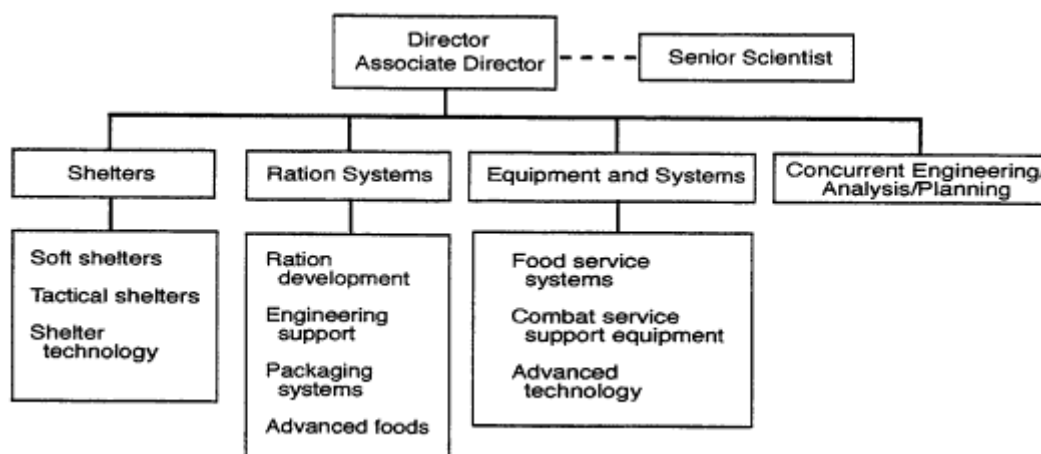 Director
Associate Director
Senior Scientist
Shelters
Ration Systems
Equipment and Systems
Concurrent Engineering/
Analysis/Planning
Soft shelters
Tactical shelters
Shelter
technology
Ration
development
Engineering
support
Packaging
systems
Advanced foods
Food service
systems
Combat service
support equipment
Advanced
technology